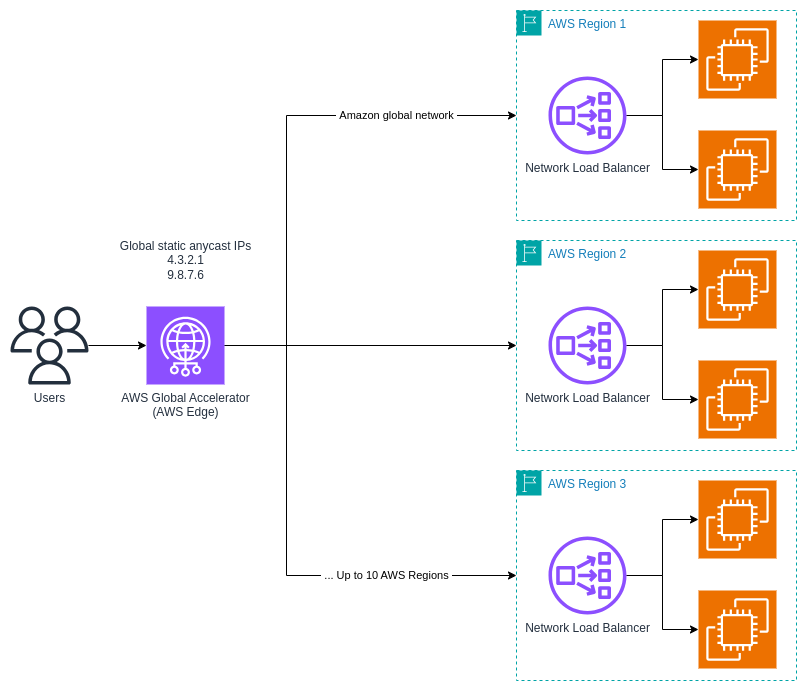 AWS Region 1
Amazon global network
Network Load Balancer
Global static anycast IPs
4.3.2.1
9.8.7.6
AWS Region 2
Users
AWS Global Accelerator
(AWS Edge)
Network Load Balancer
AWS Region 3
... Up to 10 AWS Regions
Network Load Balancer